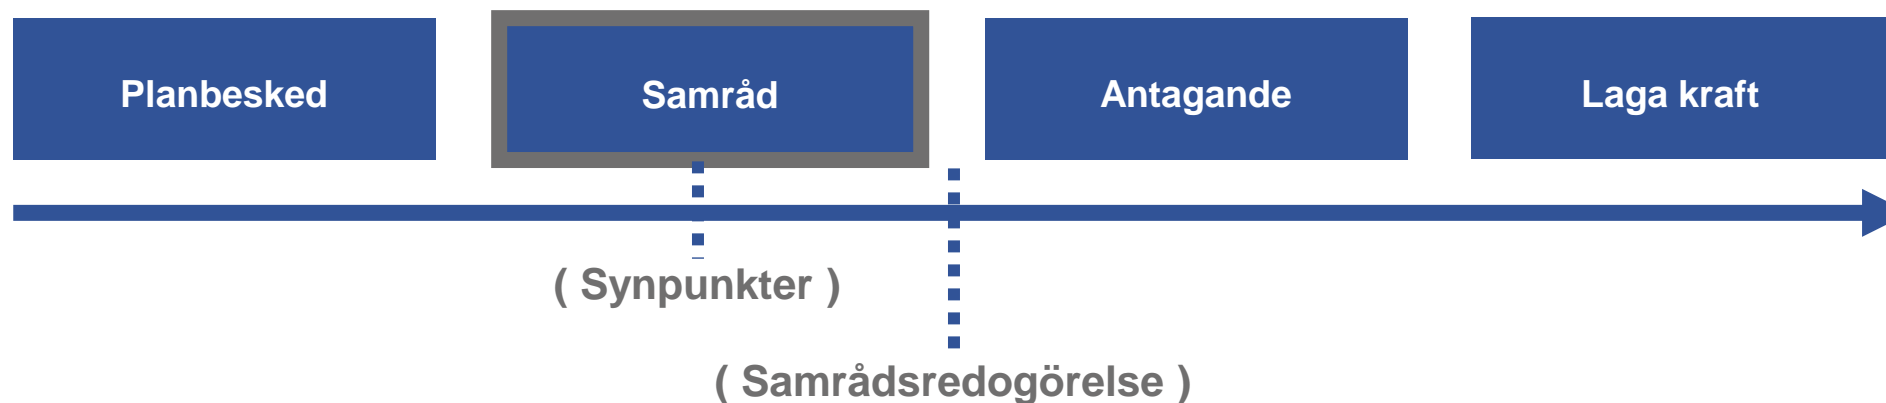 Planbesked
Samråd
Antagande
Laga kraft
( Synpunkter )
( Samrådsredogörelse )